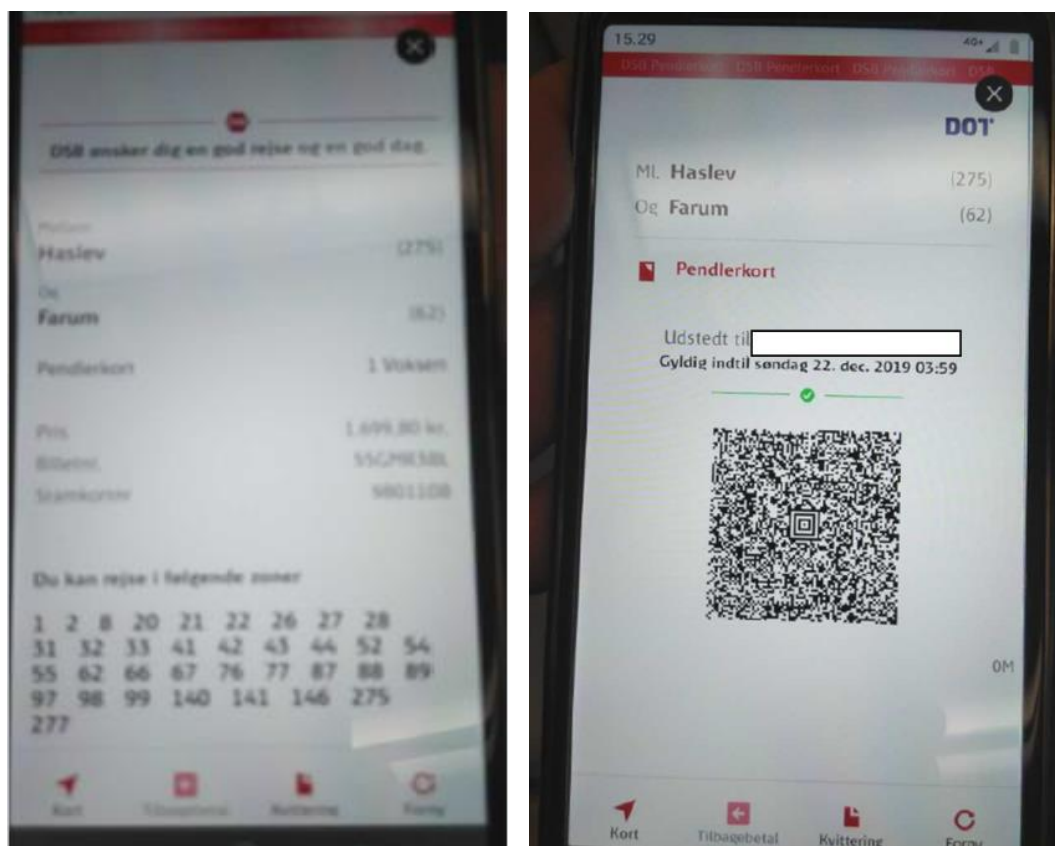 DSB ønsker dig en god rejse og en god dag.
Mellem
Haslev (275)
Og
Farum (62)
Pendlerkort 1 Voksen
Pris 1.699,80 kr.
Billetnr.
Stamkortnr
Du kan rejse i følgende zoner
1 2 8 20 21 22 26 27 28
31 32 33 41 42 43 44 52 54
55 62 66 67 76 77 87 88 89
97 98 99 140 141 146 275
277
Kort Tilbagebetal Kvittering Forny
15.29 4G+
DSB Pendlerkort DSB Pendlerkort DSB Pendlerkort DSB
DOT
Ml. Haslev (275)
Og Farum (62)
Pendlerkort
Udstedt til
Gyldig indtil søndag 22. dec. 2019 03:59
0M
Kort Tilbagebetal Kvittering Forny